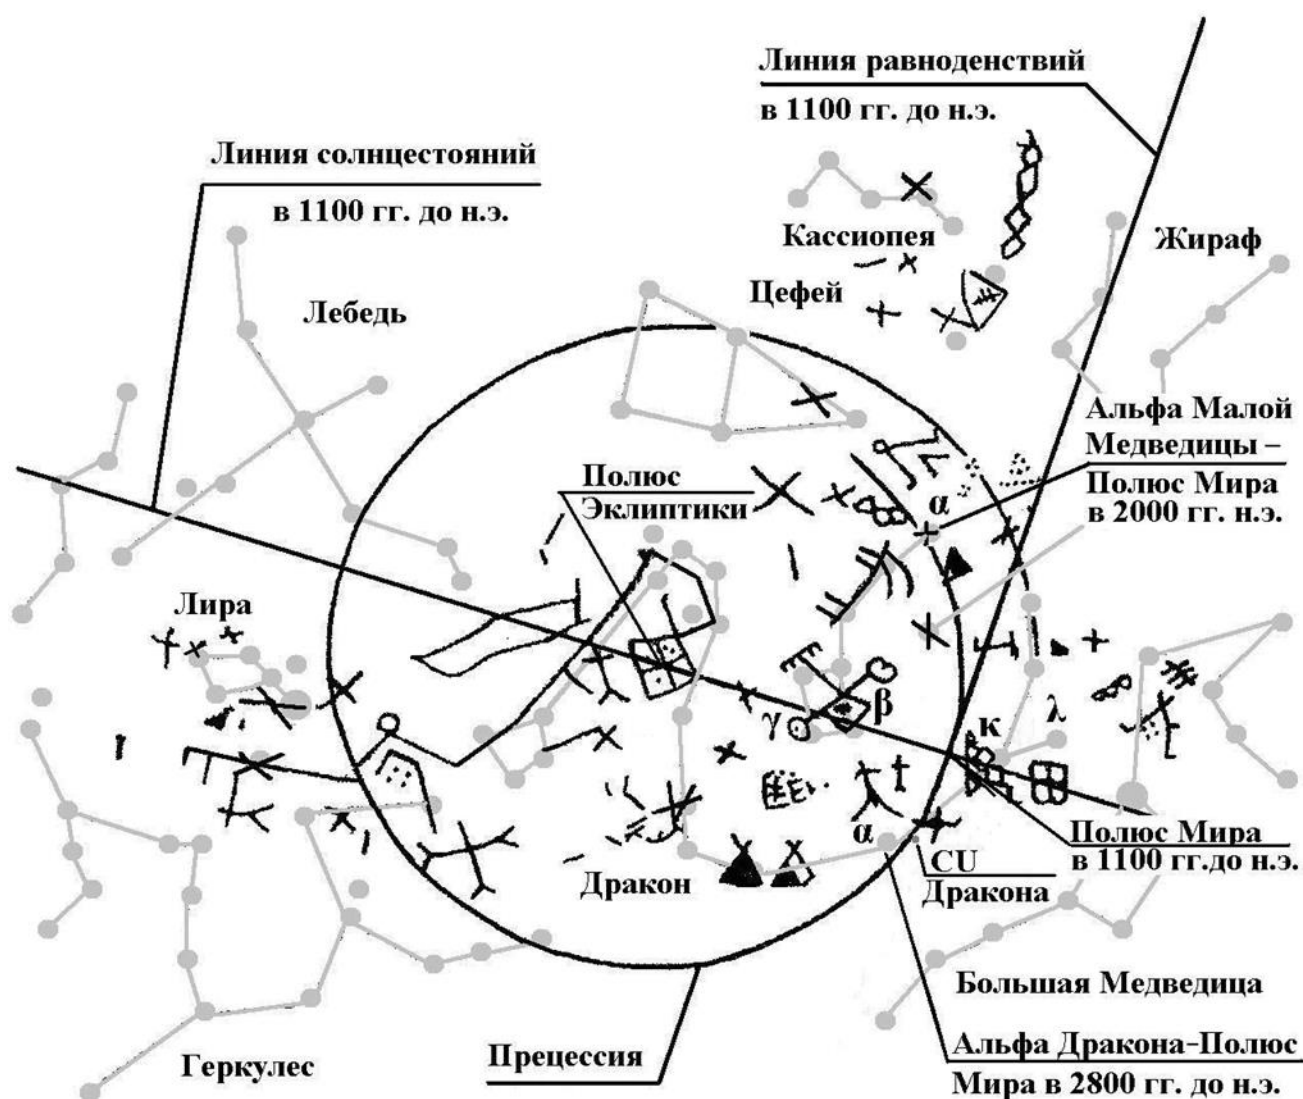 Линия равноденствий
в 1100 гг. до н.э.
Линия солнцестояний
в 1100 гг. до н.э.
Кассиопея
Жираф
Цефей
Лебедь
Альфа Малой
Медведицы –
Полюс Мира
в 2000 гг. н.э.
Полюс
Эклиптики
α
Лира
β
γ
λ
κ
α
Полюс Мира
в 1100 гг.до н.э.
CU
Дракона
Дракон
Большая Медведица
Прецессия
Геркулес
Альфа Дракона-Полюс
Мира в 2800 гг. до н.э.